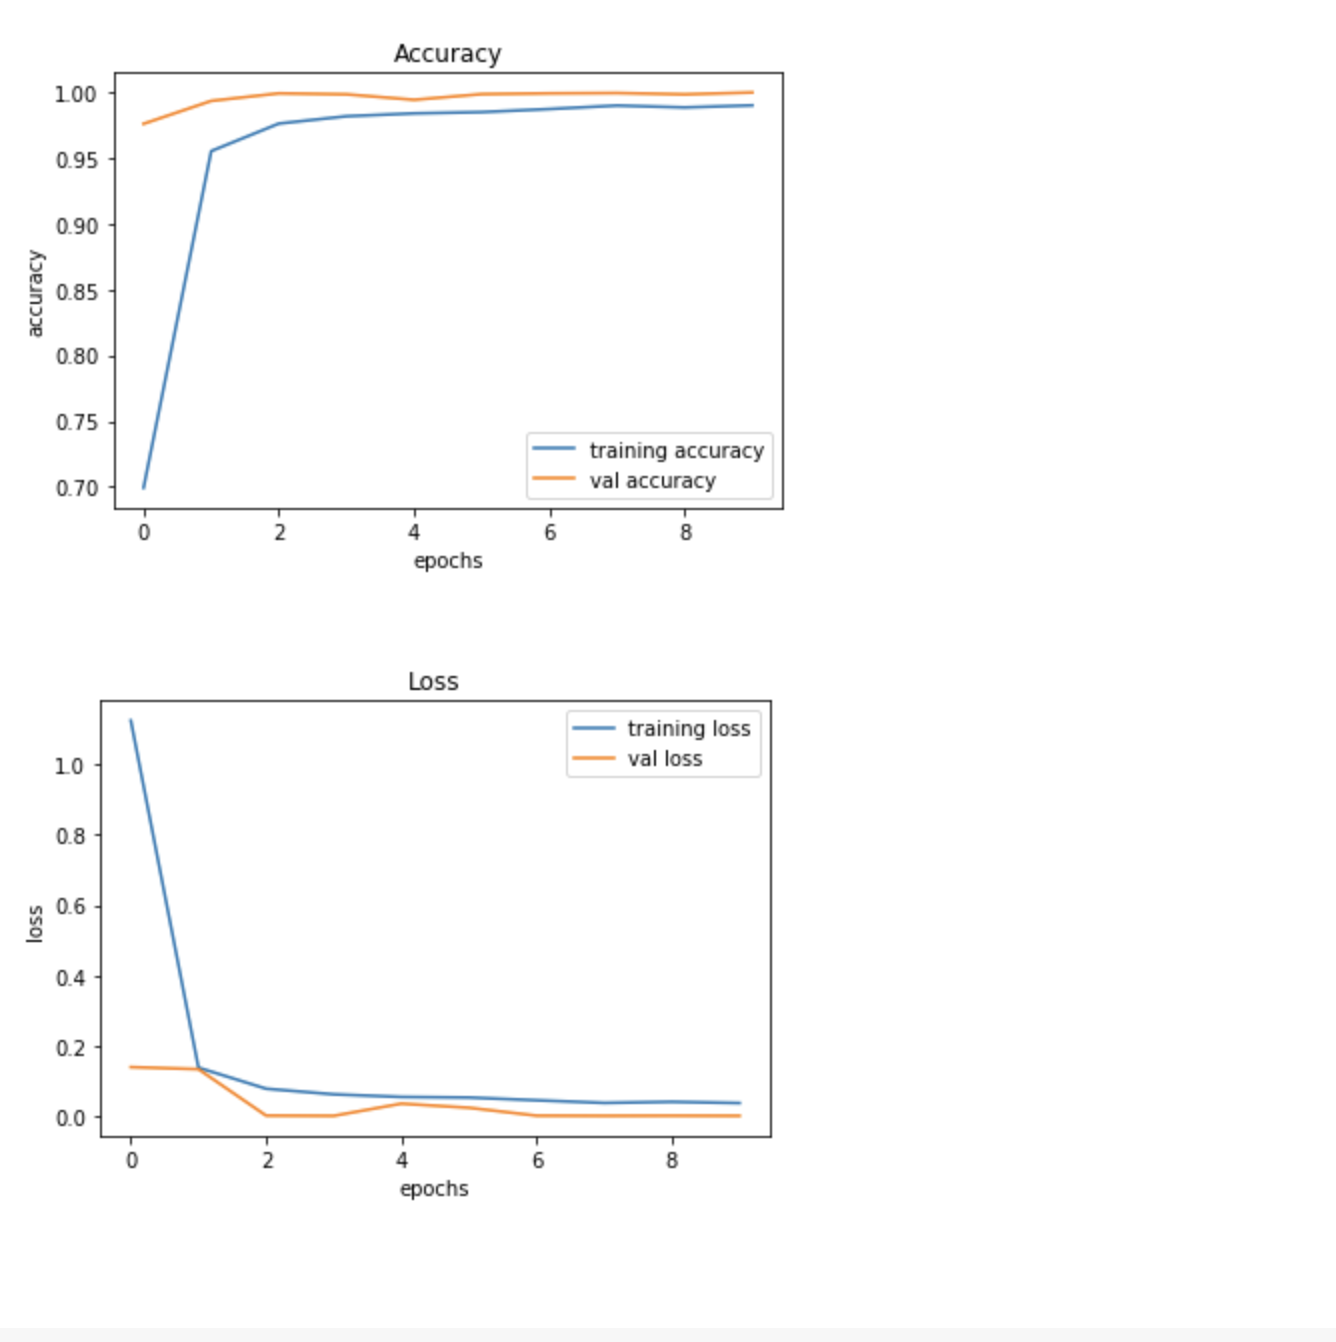 Accuracy
1.00
0.95
0.90
0.85
0.80
0.75
0.70
accuracy
training accuracy
val accuracy
0 2 4 6 8
epochs
Loss
training loss
val loss
1.0
0.8
0.6
0.4
0.2
0.0
loss
0 2 4 6 8
epochs